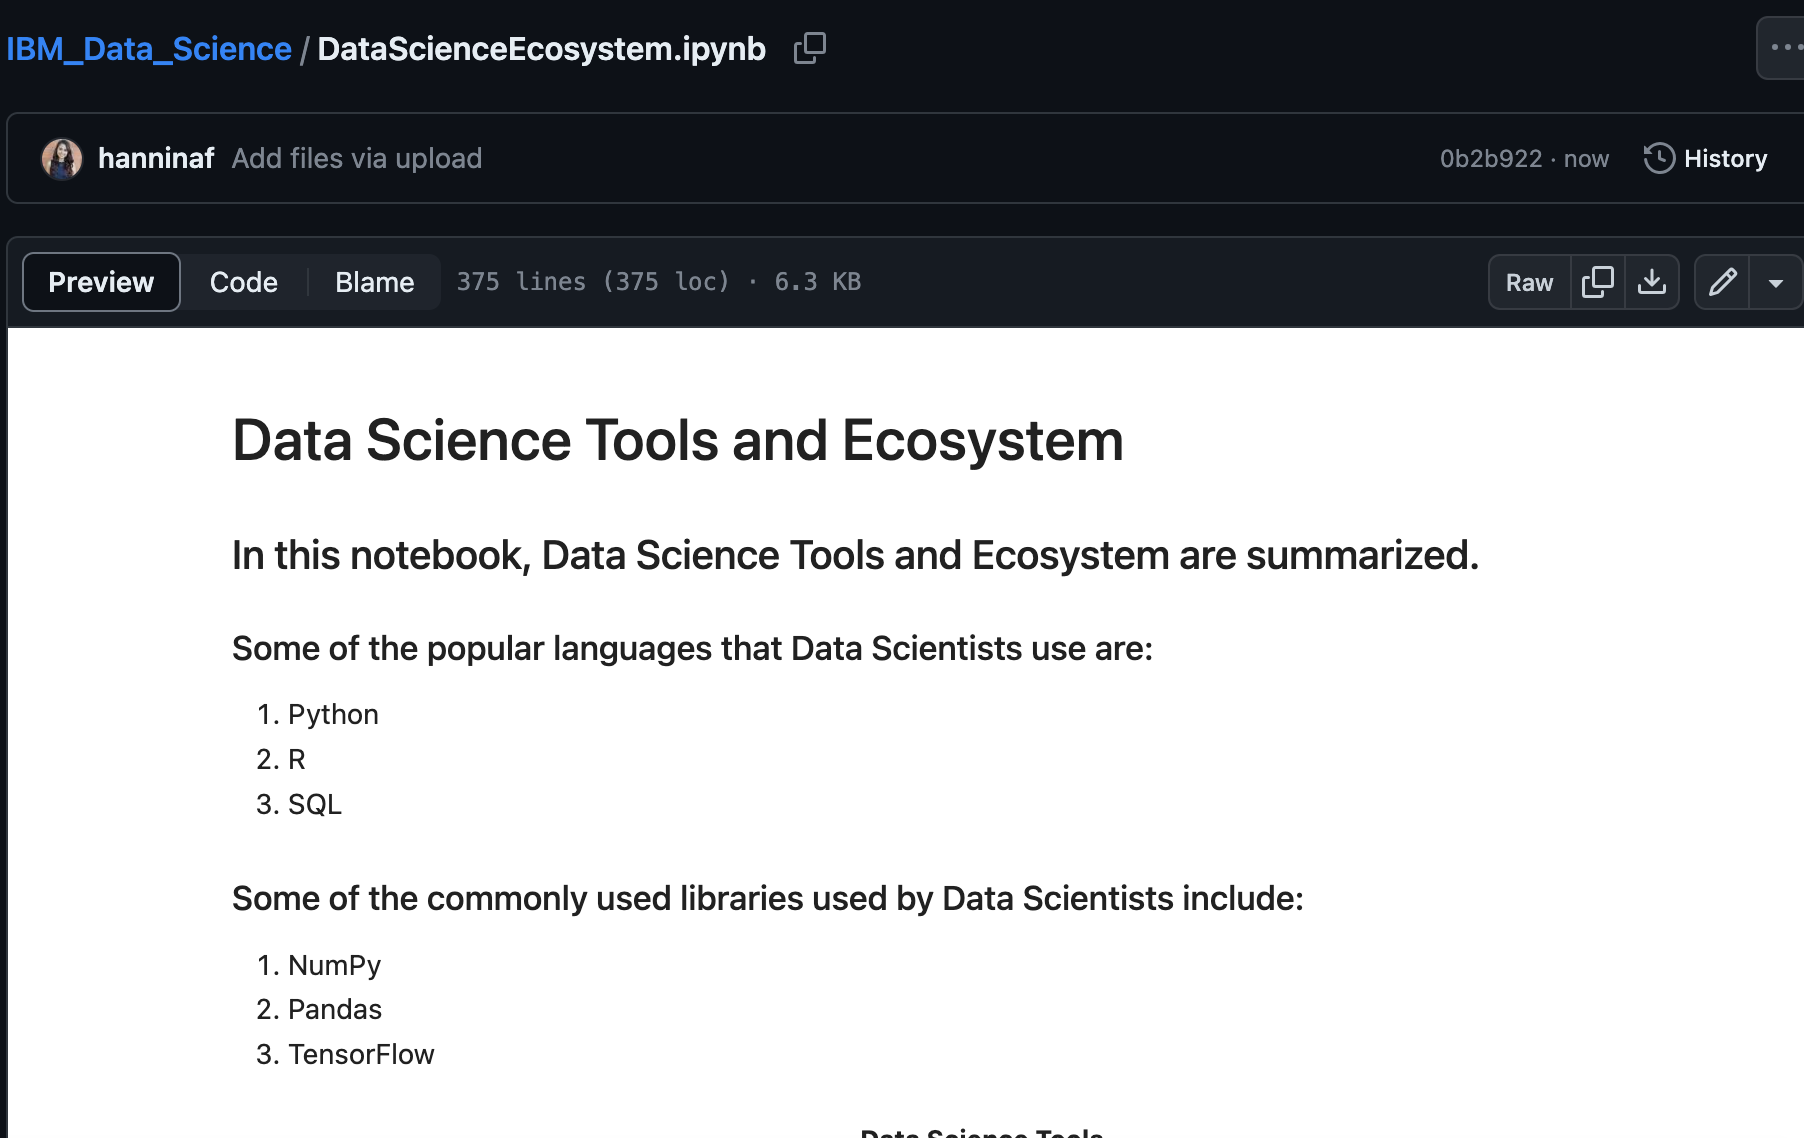 IBM_Data_Science / DataScienceEcosystem.ipynb
hanninaf Add files via upload 0b2b922 · now History
Preview Code Blame 375 lines (375 loc) · 6.3 KB Raw
Data Science Tools and Ecosystem
In this notebook, Data Science Tools and Ecosystem are summarized.
Some of the popular languages that Data Scientists use are:
1. Python
2. R
3. SQL
Some of the commonly used libraries used by Data Scientists include:
1. NumPy
2. Pandas
3. TensorFlow
Data Science Tools